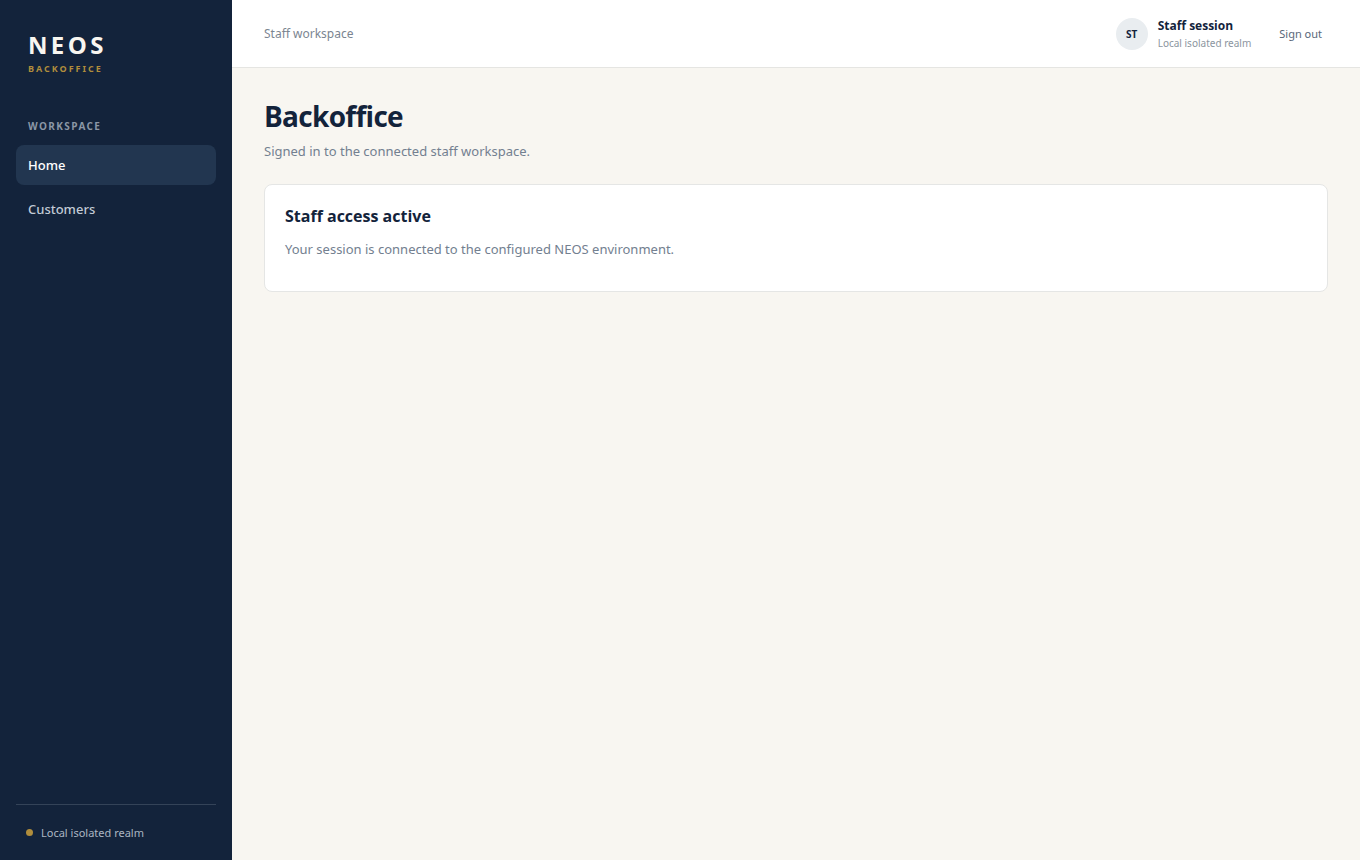 NEOS
BACKOFFICE
WORKSPACE
Home
Customers
Local isolated realm
Staff workspace
ST
Staff session
Local isolated realm
Sign out
Backoffice
Signed in to the connected staff workspace.
Staff access active
Your session is connected to the configured NEOS environment.